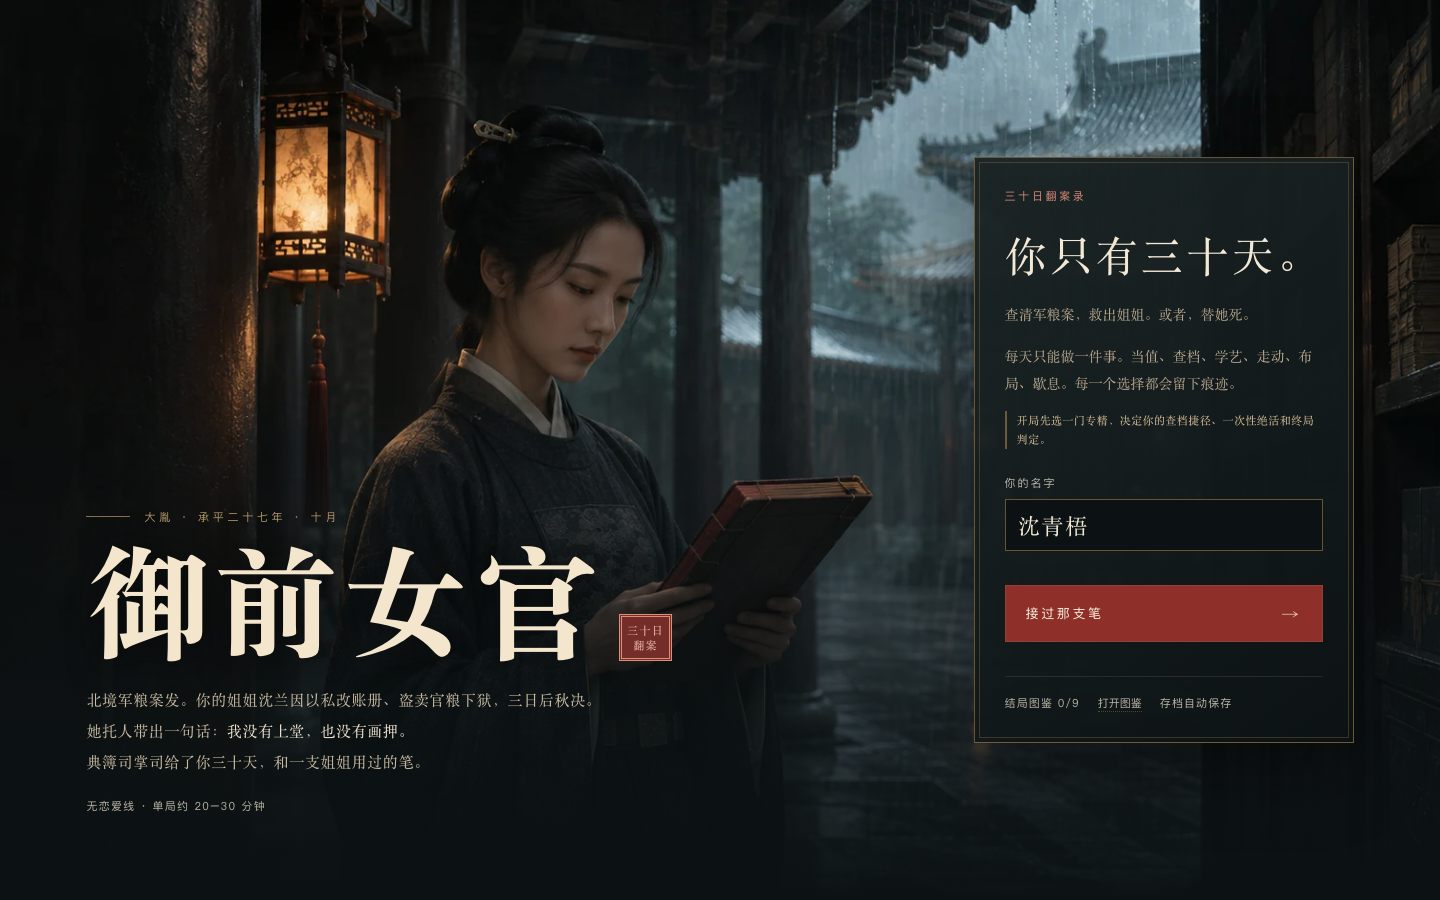 大胤 · 承平二十七年 · 十月
御前女官
三十日
翻案
北境军粮案发。你的姐姐沈兰因以私改账册、盗卖官粮下狱，三日后秋决。
她托人带出一句话：我没有上堂，也没有画押。
典簿司掌司给了你三十天，和一支姐姐用过的笔。
无恋爱线 · 单局约 20—30 分钟
三十日翻案录
你只有三十天。
查清军粮案，救出姐姐。或者，替她死。
每天只能做一件事。当值、查档、学艺、走动、布
局、歇息。每一个选择都会留下痕迹。
开局先选一门专精，决定你的查档捷径、一次性绝活和终局
判定。
你的名字
沈青梧
接过那支笔 →
结局图鉴 0/9 打开图鉴 存档自动保存